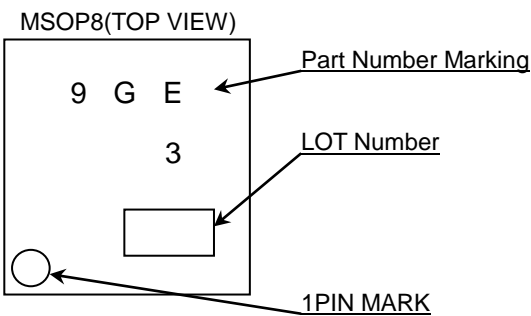 MSOP8(TOP VIEW)
Part Number Marking
9 G E
LOT Number
3
1PIN MARK